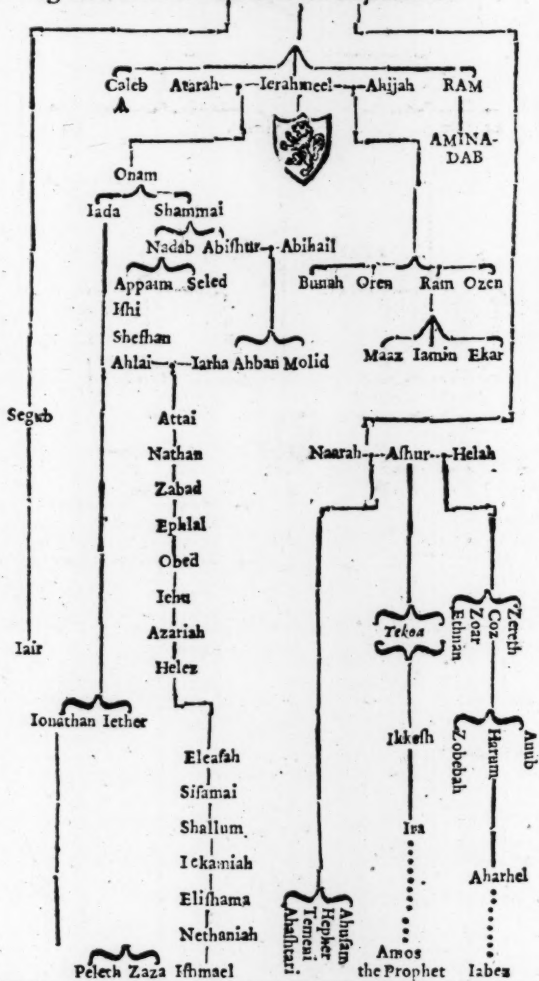 Caleb Atarah Ierahmeel Akijah RAM
AMINA-
DAB
Onam
Iada Shammai
Nadab Abiſhur Abihail
Appaim Seled
Bunah Oren Ram Ozen
Iſhi
Sheſhan
Ahlai Iarha Ahban Molid
Maaz Iamin Ekar
Segub
Attai
Nathan
Naarah Aſhur Helah
Zabad
Ephlal
Obed
Iehu
Azariah
Helez
Iair
Tekoa
Zereth
Coz
Zoar
Ethnan
Ionathan Iether
Ikkeſh
Anub
Harum
Zobebah
Eleaſah
Siſamai
Shallum
Iekamiah
Eliſhama
Nethaniah
Iſhmael
Ira
Aharhel
Ahuſam
Hepher
Temeni
Ahaſhtari
Peleth Zaza
Amos
the Prophet
Iabez